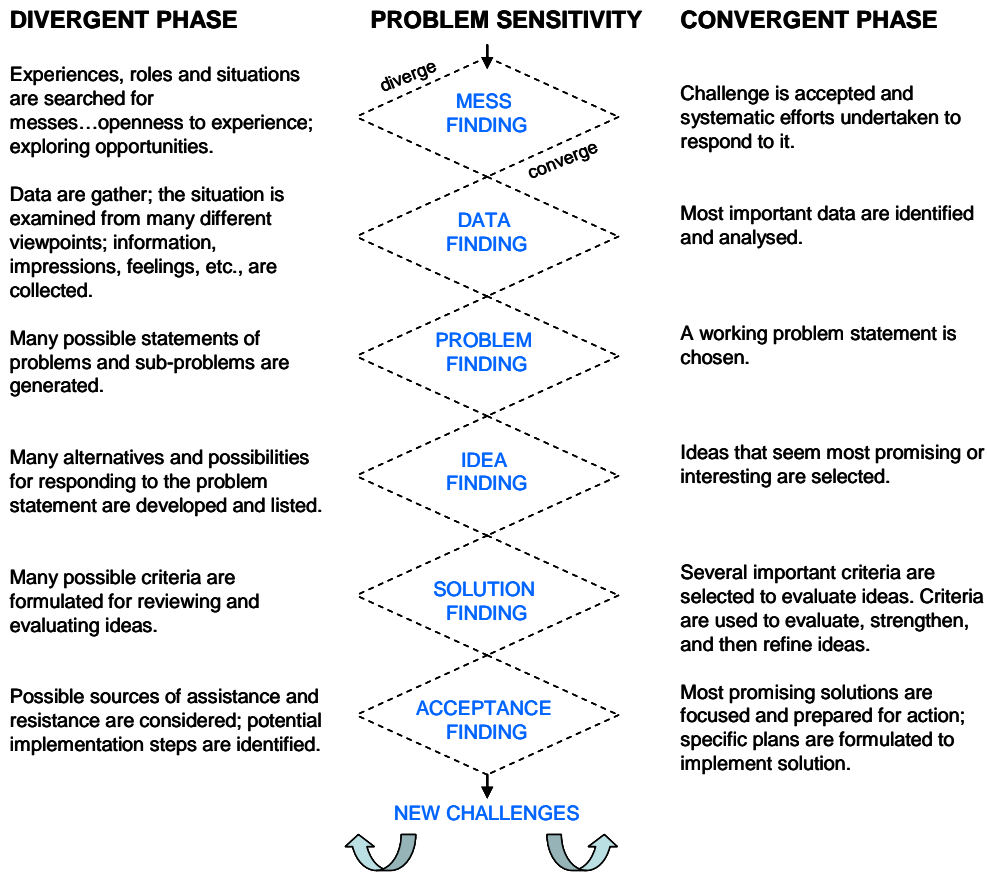 DIVERGENT PHASE
PROBLEM SENSITIVITY
CONVERGENT PHASE
Experiences, roles and situations
are searched for
messes…openness to experience;
exploring opportunities.
diverge
MESS
FINDING
converge
Challenge is accepted and
systematic efforts undertaken to
respond to it.
Data are gather; the situation is
examined from many different
viewpoints; information,
impressions, feelings, etc., are
collected.
DATA
FINDING
Most important data are identified
and analysed.
Many possible statements of
problems and sub-problems are
generated.
PROBLEM
FINDING
A working problem statement is
chosen.
Many alternatives and possibilities
for responding to the problem
statement are developed and listed.
IDEA
FINDING
Ideas that seem most promising or
interesting are selected.
Many possible criteria are
formulated for reviewing and
evaluating ideas.
SOLUTION
FINDING
Several important criteria are
selected to evaluate ideas. Criteria
are used to evaluate, strengthen,
and then refine ideas.
Possible sources of assistance and
resistance are considered; potential
implementation steps are identified.
ACCEPTANCE
FINDING
Most promising solutions are
focused and prepared for action;
specific plans are formulated to
implement solution.
NEW CHALLENGES